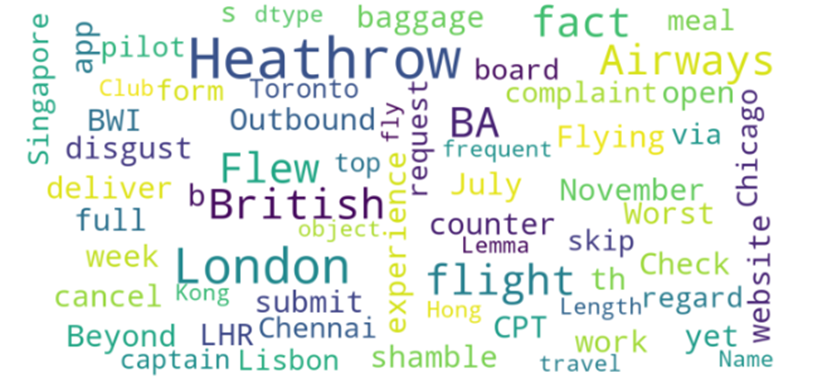 s dtype baggage fact meal
Singapore app pilot Heathrow board Airways
Club form Toronto request complaint open
BWI Outbound fly BA Flying via Chicago
disgust Flew top experience frequent
deliver b British July November
full object counter Worst
week London Lemma skip Check website
cancel Kong submit flight th
Hong Length regard
Beyond LHR Chennai CPT work yet
captain Lisbon shamble travel Name